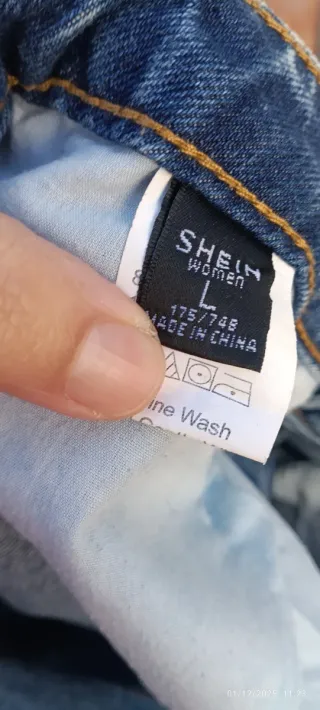 SHEIN
Women
L
175/74B
MADE IN CHINA
ine Wash